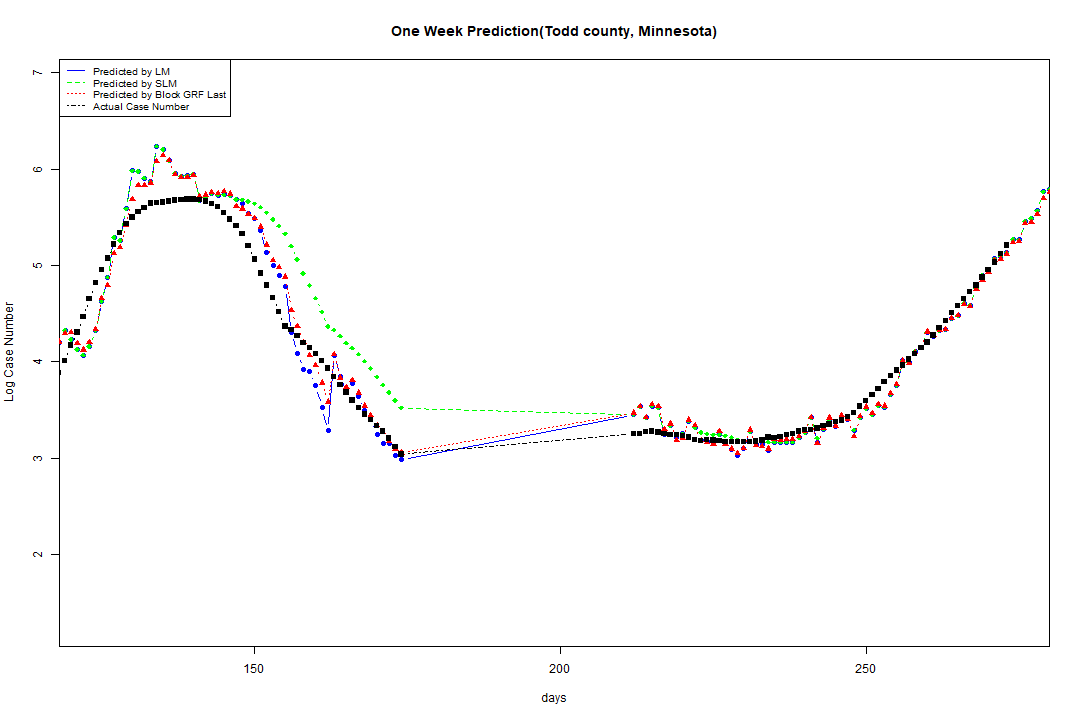 One Week Prediction(Todd county, Minnesota)
Predicted by LM
Predicted by SLM
Predicted by Block GRF Last
Actual Case Number
7
6
5
4
3
2
Log Case Number
150 200 250
days